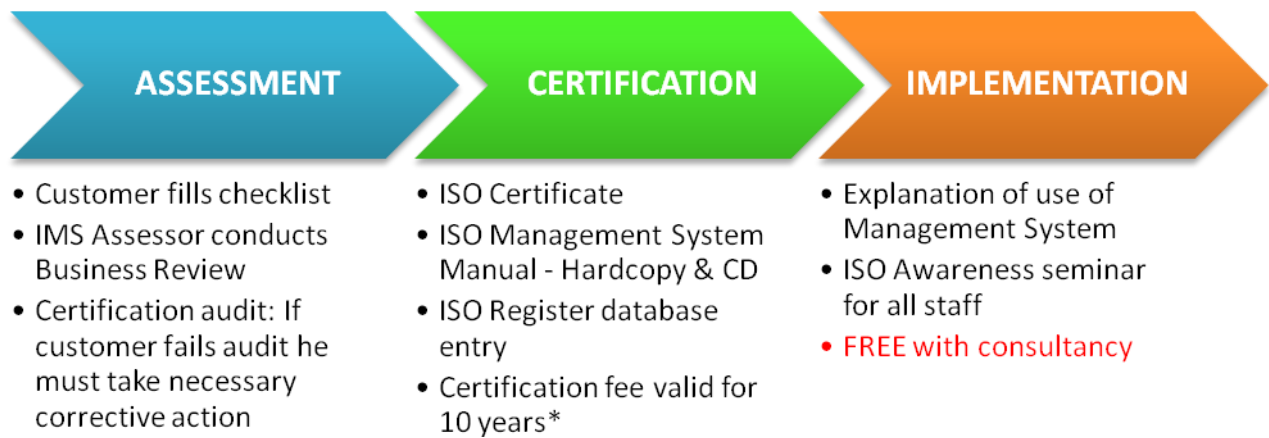 ASSESSMENT
• Customer fills checklist
• IMS Assessor conducts
Business Review
• Certification audit: If
customer fails audit he
must take necessary
corrective action
CERTIFICATION
• ISO Certificate
• ISO Management System
Manual - Hardcopy & CD
• ISO Register database
entry
• Certification fee valid for
10 years*
IMPLEMENTATION
• Explanation of use of
Management System
• ISO Awareness seminar
for all staff
• FREE with consultancy